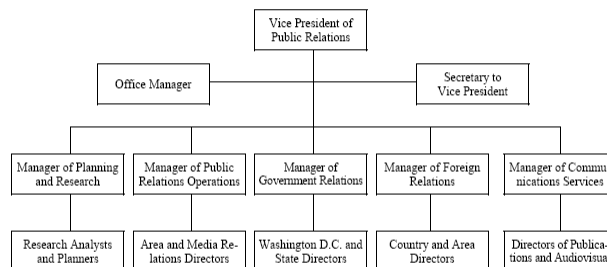 Vice President of
Public Relations
Office Manager
Secretary to
Vice President
Manager of Planning
and Research
Manager of Public
Relations Operations
Manager of
Government Relations
Manager of Foreign
Relations
Manager of Commu-
nications Services
Research Analysts
and Planners
Area and Media Re-
lations Directors
Washington D.C. and
State Directors
Country and Area
Directors
Directors of Publica-
tions and Audiovisua